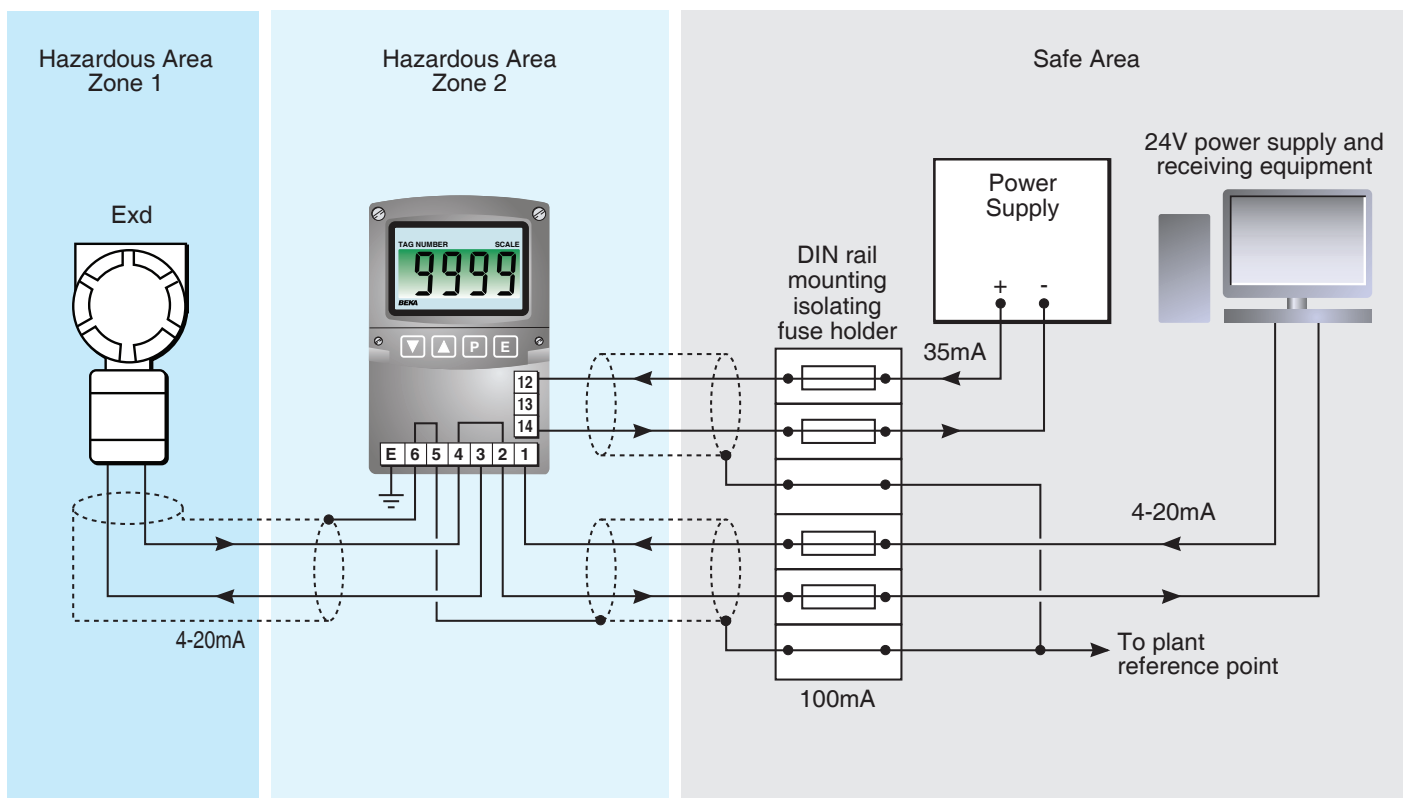 Hazardous Area
Zone 1
Hazardous Area
Zone 2
Safe Area
Exd
TAG NUMBER SCALE
9999
BEKA
P E
12
13
14
E 6 5 4 3 2 1
4-20mA
DIN rail
mounting
isolating
fuse holder
100mA
Power
Supply
+ -
35mA
24V power supply and
receiving equipment
4-20mA
To plant
reference point